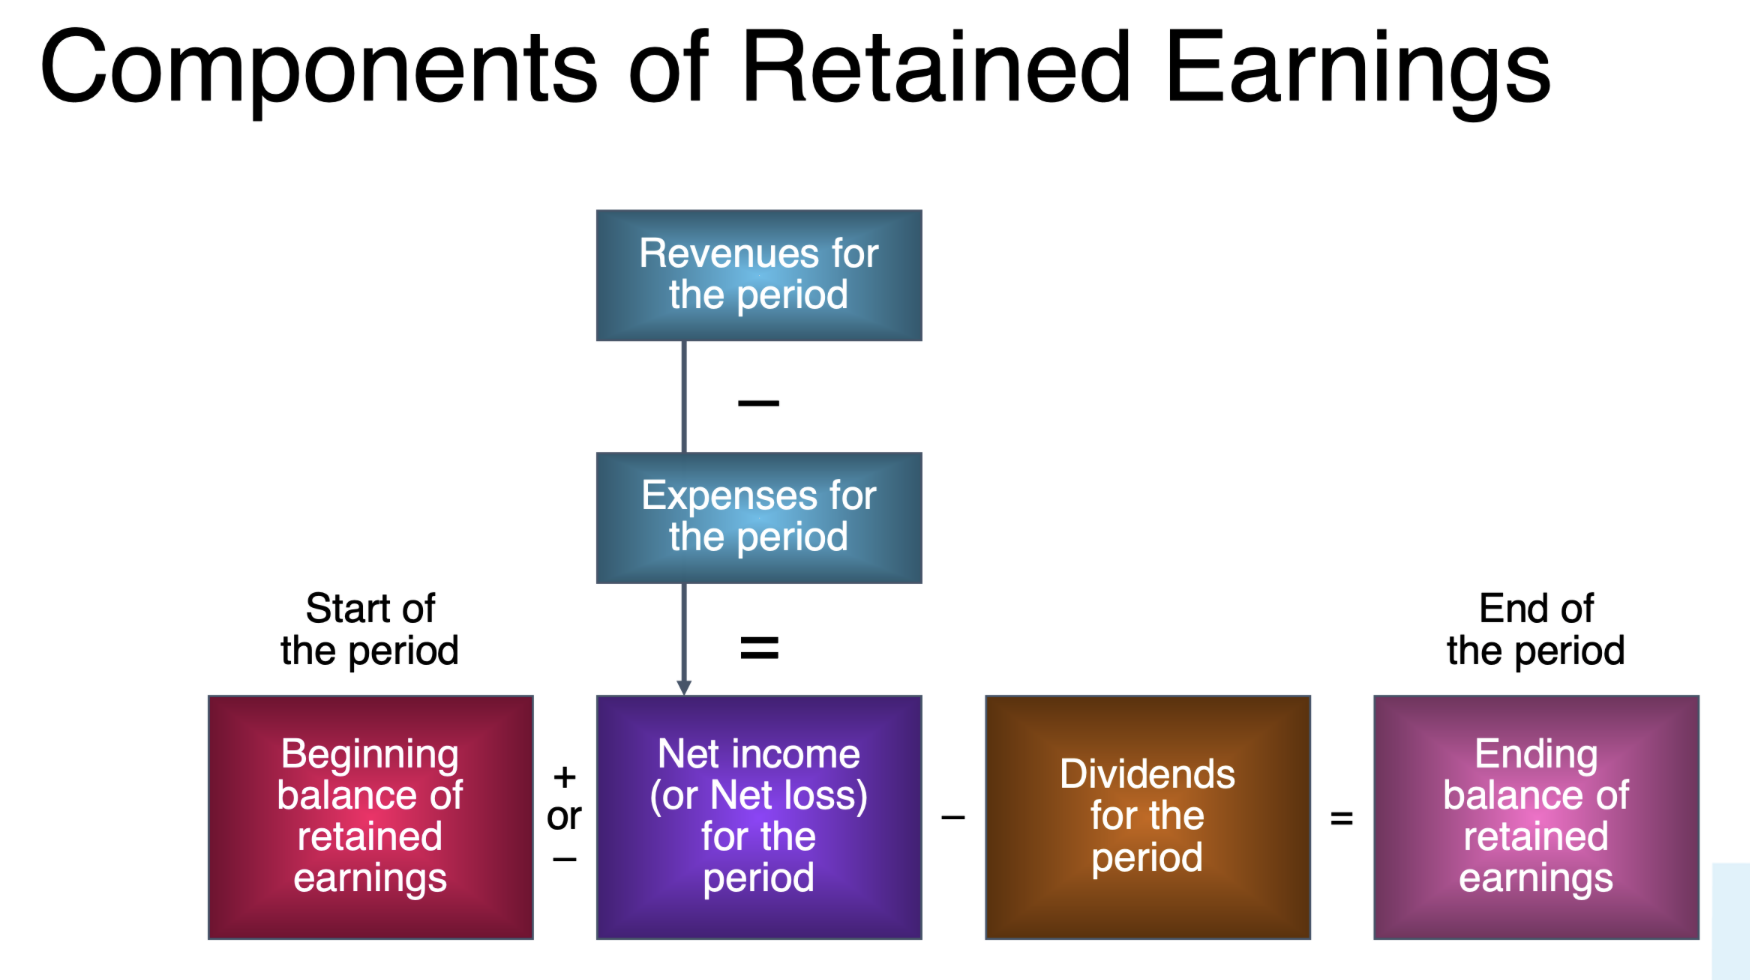 Components of Retained Earnings
Revenues for
the period
–
Expenses for
the period
=
Start of
the period
End of
the period
Beginning
balance of
retained
earnings
+
or
–
Net income
(or Net loss)
for the
period
–
Dividends
for the
period
=
Ending
balance of
retained
earnings